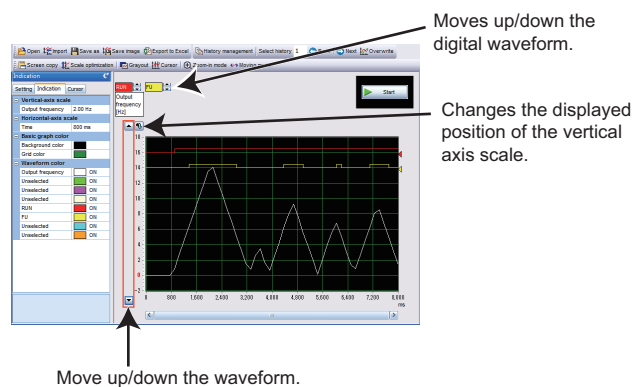 Moves up/down the
digital waveform.
Open Import Save as Save image Export to Excel History management Select history 1 Next Overwrite
Screen copy Scale optimization Grayout Cursor Zoom-in mode
Indication
Setting Indication Cursor
Vertical-axis scale
Output frequency 2.00 Hz
Horizontal-axis scale
Time 800 ms
Basic graph color
Background color
Grid color
Waveform color
Output frequency ON
Unselected ON
Unselected ON
Unselected ON
RUN ON
FU ON
Unselected ON
Unselected ON
RUN FU
Output
frequency
[Hz]
Start
Changes the displayed
position of the vertical
axis scale.
18
16
14
12
10
8
6
4
2
0
-2
0 800 1,600 2,400 3,200 4,000 4,800 5,600 6,400 7,200 8,000
ms
Move up/down the waveform.